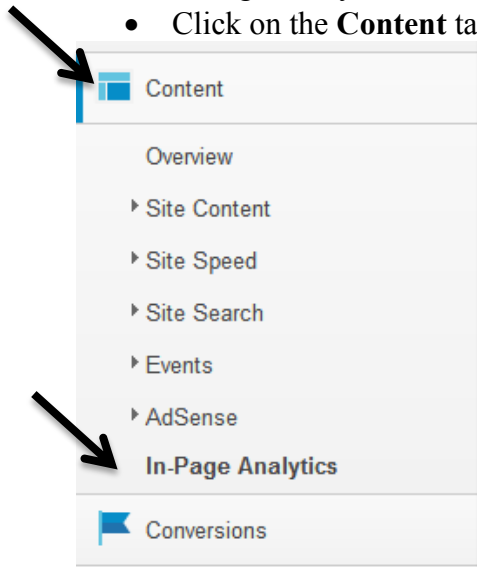 • Click on the Content ta
Content
Overview
Site Content
Site Speed
Site Search
Events
AdSense
In-Page Analytics
Conversions